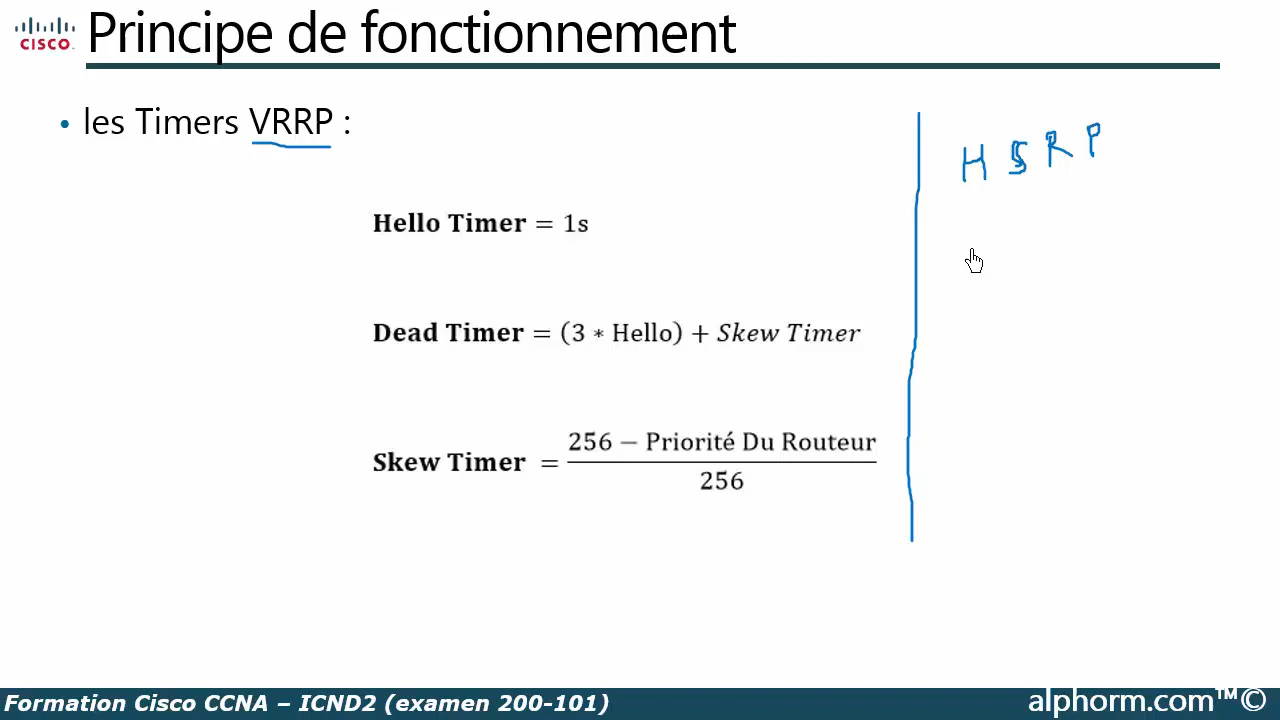 CISCO
Principe de fonctionnement
• les Timers VRRP :
HSRP
Hello Timer = 1s
Dead Timer = (3 ∗ Hello) + Skew Timer
Skew Timer = 256 − Priorité Du Routeur
256
Formation Cisco CCNA – ICND2 (examen 200-101)
alphorm.com™©